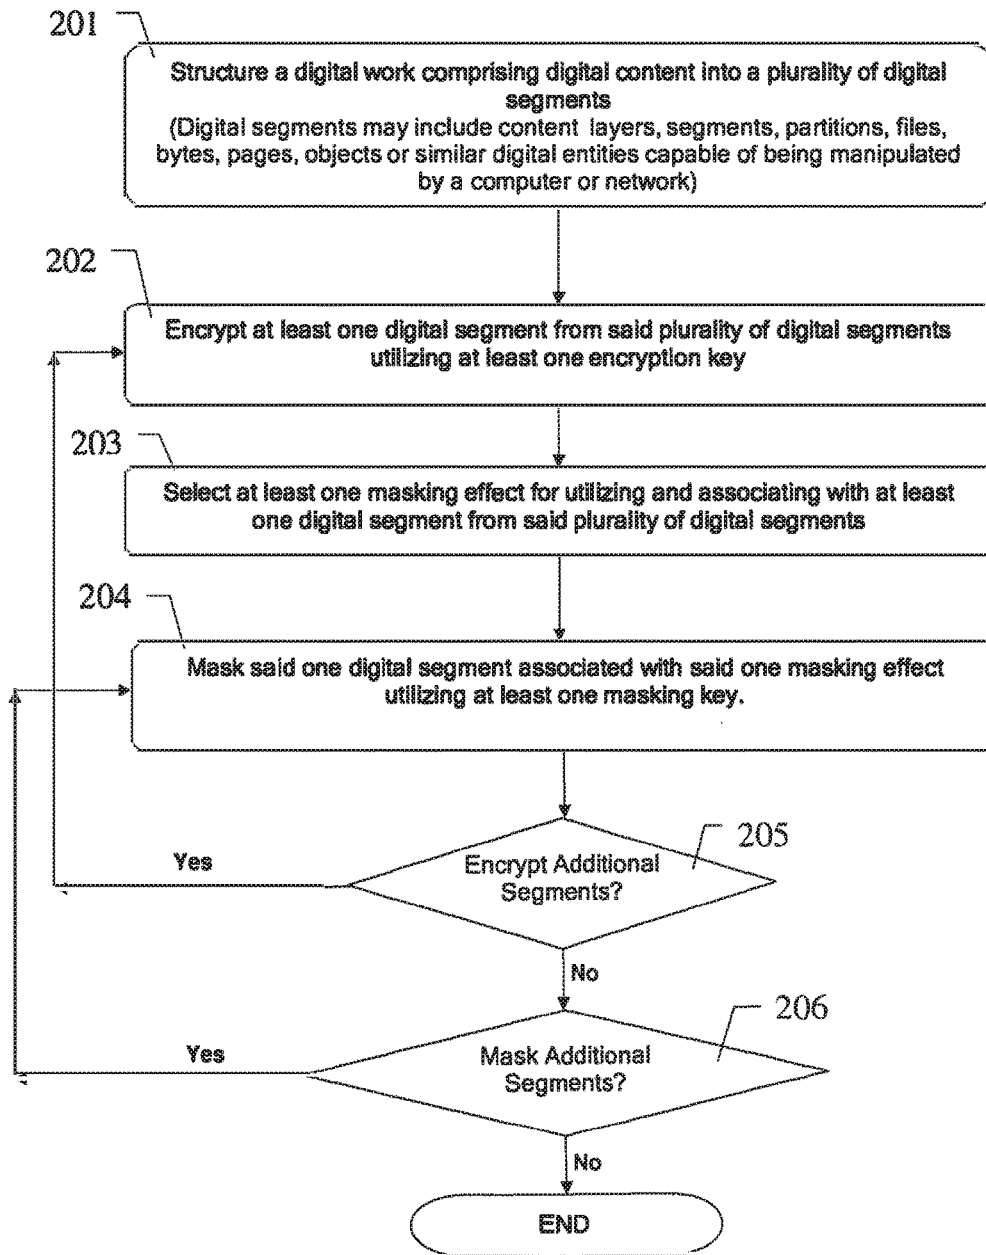 201
Structure a digital work comprising digital content into a plurality of digital
segments
(Digital segments may include content layers, segments, partitions, files,
bytes, pages, objects or similar digital entities capable of being manipulated
by a computer or network)
202
Encrypt at least one digital segment from said plurality of digital segments
utilizing at least one encryption key
203
Select at least one masking effect for utilizing and associating with at least
one digital segment from said plurality of digital segments
204
Mask said one digital segment associated with said one masking effect
utilizing at least one masking key.
205
Yes
Encrypt Additional
Segments?
No
206
Yes
Mask Additional
Segments?
No
END